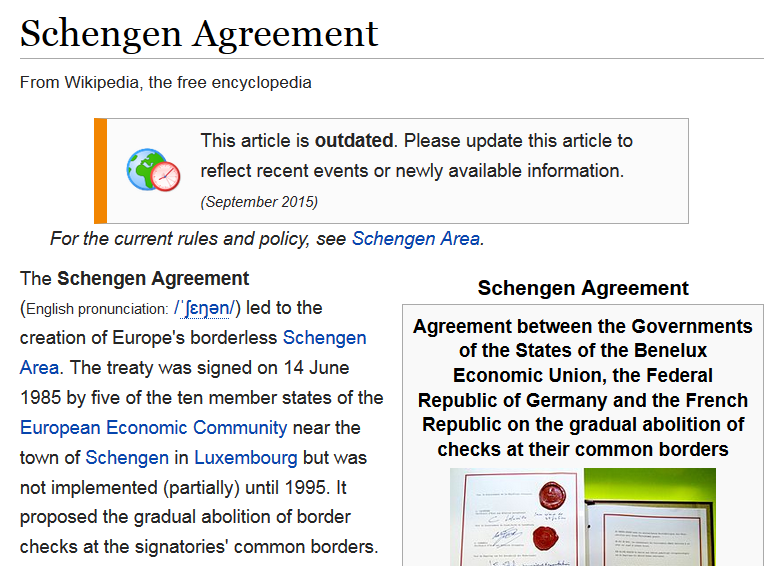 Schengen Agreement
From Wikipedia, the free encyclopedia
This article is outdated. Please update this article to
reflect recent events or newly available information.
(September 2015)
For the current rules and policy, see Schengen Area.
The Schengen Agreement
(English pronunciation: /ˈʃɛŋən/) led to the
creation of Europe's borderless Schengen
Area. The treaty was signed on 14 June
1985 by five of the ten member states of the
European Economic Community near the
town of Schengen in Luxembourg but was
not implemented (partially) until 1995. It
proposed the gradual abolition of border
checks at the signatories' common borders.
Schengen Agreement
Agreement between the Governments
of the States of the Benelux
Economic Union, the Federal
Republic of Germany and the French
Republic on the gradual abolition of
checks at their common borders